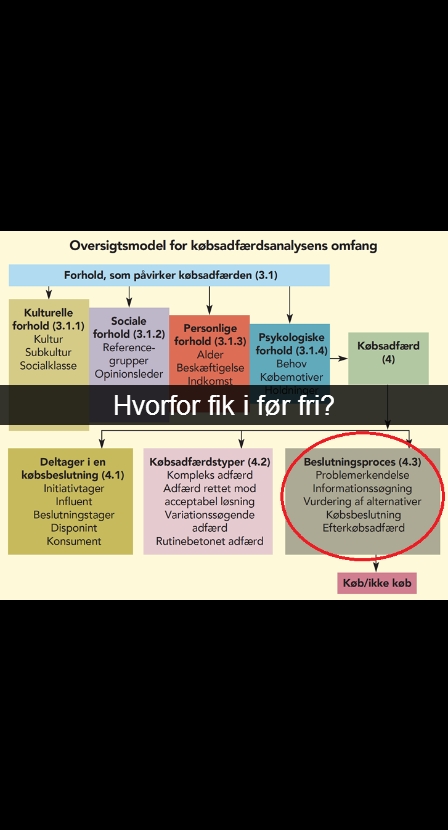 Oversigtsmodel for købsadfærdsanalysens omfang
Forhold, som påvirker købsadfærden (3.1)
Kulturelle
forhold (3.1.1)
Kultur
Subkultur
Socialklasse
Sociale
forhold (3.1.2)
Reference-
grupper
Opinionsleder
Personlige
forhold (3.1.3)
Alder
Beskæftigelse
Indkomst
Psykologiske
forhold (3.1.4)
Behov
Købemotiver
Holdninger
Købsadfærd
(4)
Hvorfor fik i før fri?
Deltager i en
købsbeslutning (4.1)
Initiativtager
Influent
Beslutningstager
Disponint
Konsument
Købsadfærdstyper (4.2)
Kompleks adfærd
Adfærd rettet mod
acceptabel løsning
Variationssøgende
adfærd
Rutinebetonet adfærd
Beslutningsproces (4.3)
Problemerkendelse
Informationssøgning
Vurdering af alternativer
Købsbeslutning
Efterkøbsadfærd
Køb/ikke køb